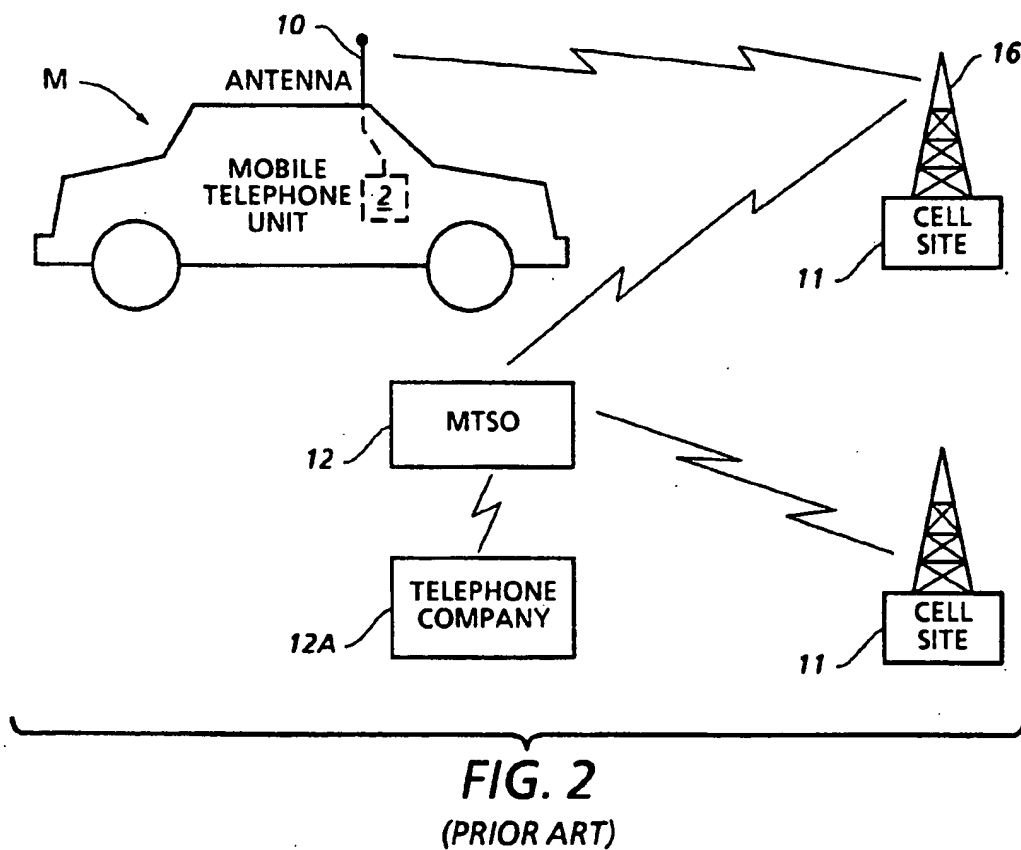 10
16
M
ANTENNA
MOBILE
TELEPHONE
UNIT
2
CELL
SITE
11
MTSO
12
TELEPHONE
COMPANY
12A
CELL
SITE
11
FIG. 2
(PRIOR ART)